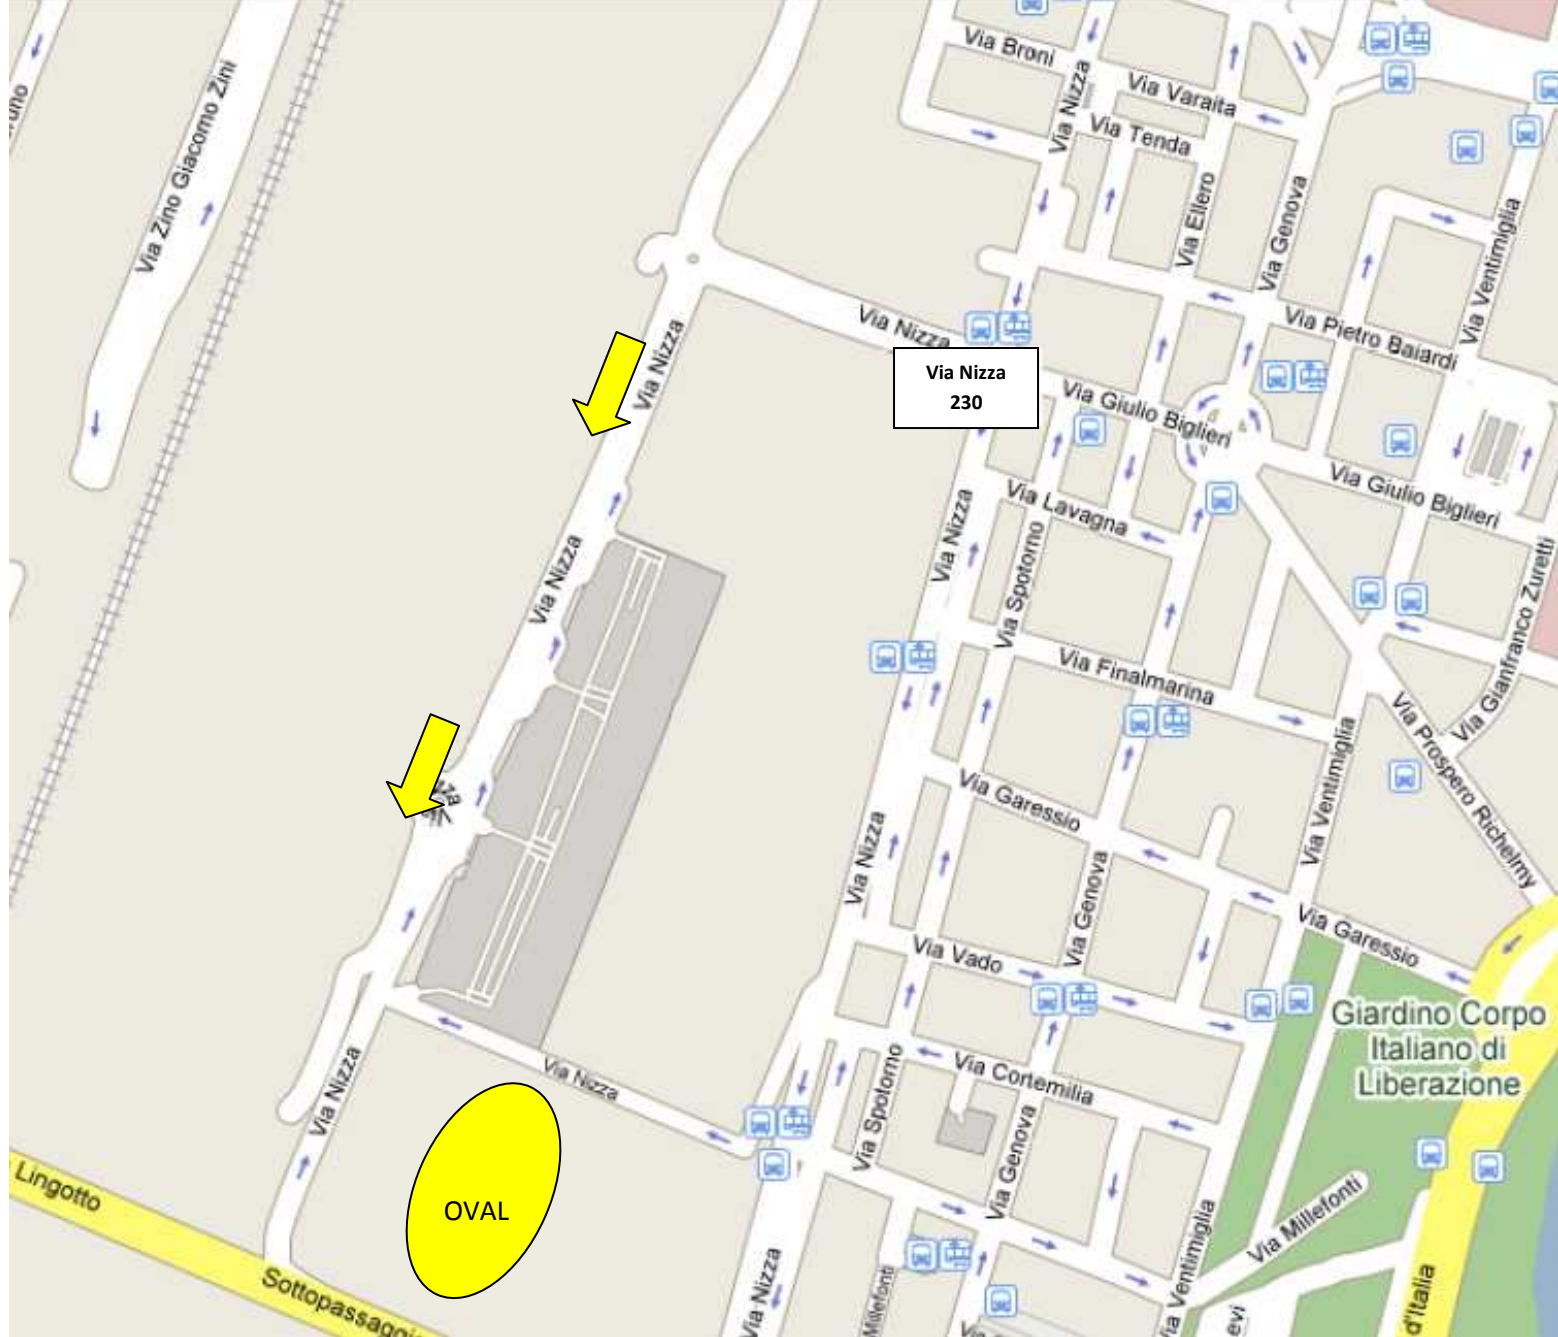 Via Broni
Via Nizza
Via Varaita
Via Tenda
Via Zino Giacomo Zini
Via Ellero
Via Genova
Via Ventimiglia
Via Nizza
Via Nizza
Via Pietro Baiardi
Via Nizza
230
Via Giulio Biglieri
Via Giulio Biglieri
Via Lavagna
Via Nizza
Via Nizza
Via Spotorno
Via Gianfranco Zuretti
Via Finalmarina
Via Prospero Richelmy
Via Ventimiglia
Via Garessio
Via Nizza
Via Genova
Via Garessio
Via Vado
Giardino Corpo
Italiano di
Liberazione
Via Nizza
Via Nizza
Via Spotorno
Via Cortemilia
Via Genova
Lingotto
OVAL
Via Millefonti
Via Ventimiglia
Sottopassaggio
Via Nizza
Millefonti
d'Italia